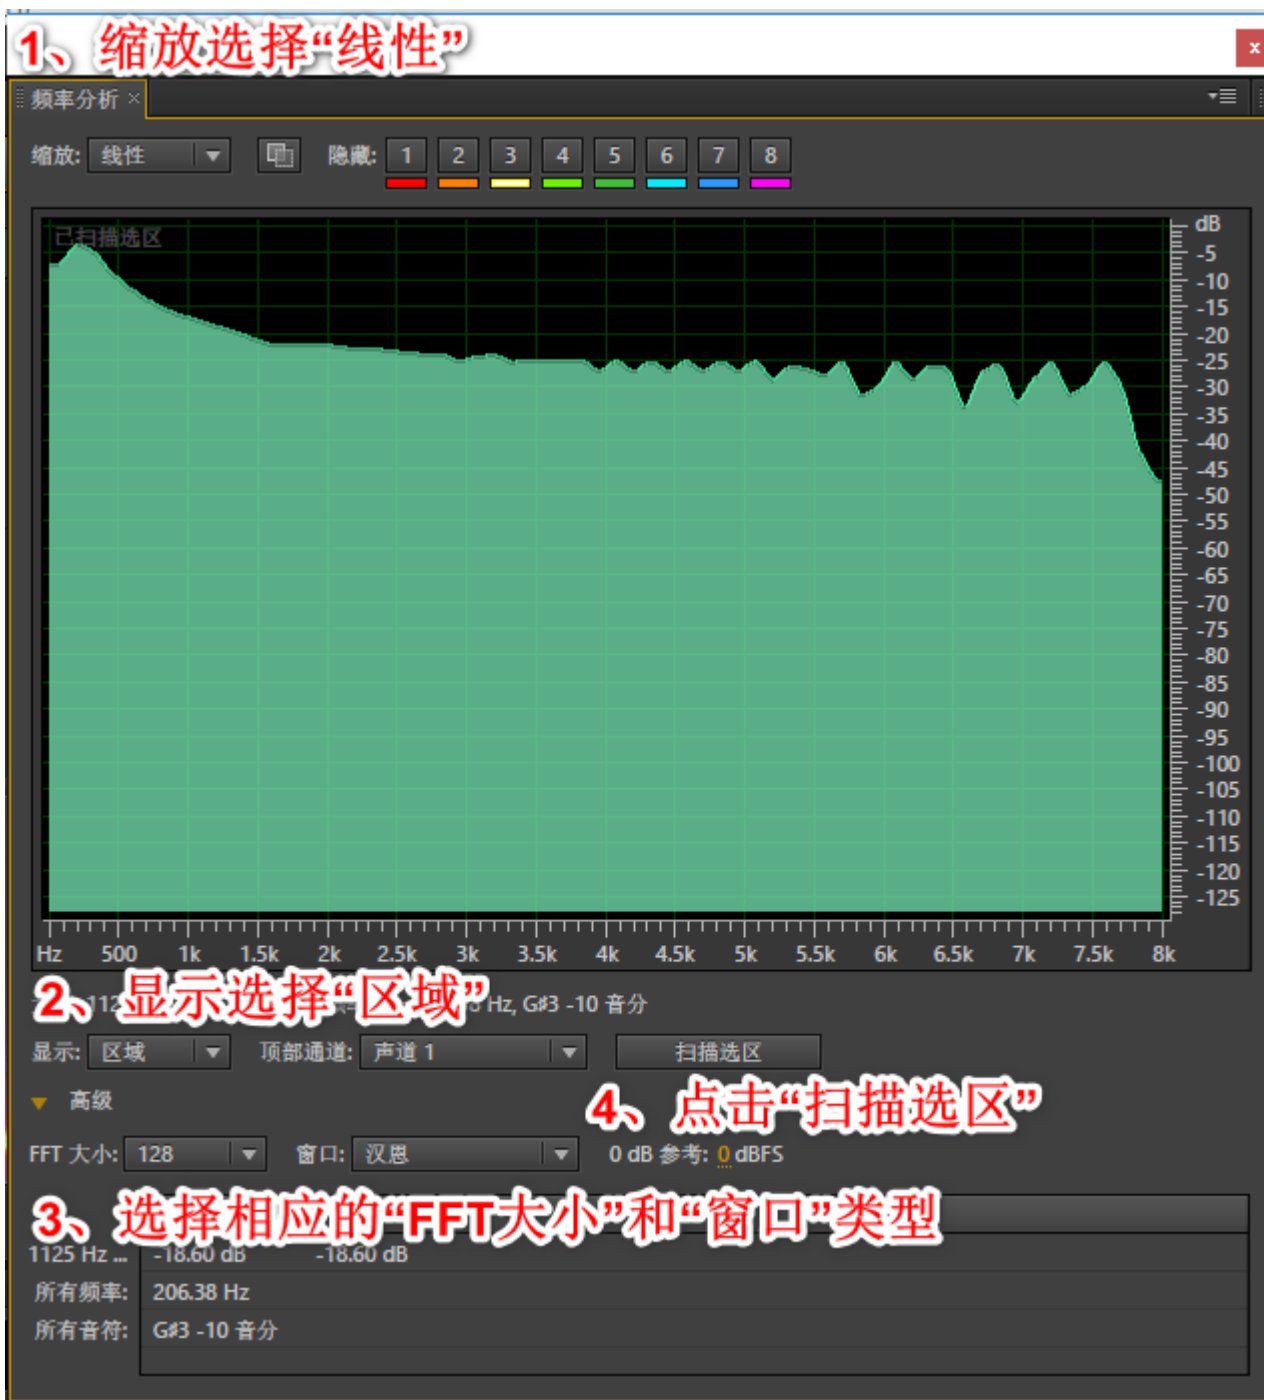 1、缩放选择“线性”
x
频率分析 ×
缩放: 线性 隐藏: 1 2 3 4 5 6 7 8
已扫描选区
dB
-5
-10
-15
-20
-25
-30
-35
-40
-45
-50
-55
-60
-65
-70
-75
-80
-85
-90
-95
-100
-105
-110
-115
-120
-125
Hz 500 1k 1.5k 2k 2.5k 3k 3.5k 4k 4.5k 5k 5.5k 6k 6.5k 7k 7.5k 8k
2、显示选择“区域”
Hz, G♯3 -10 音分
显示: 区域 顶部通道: 声道 1 扫描选区
高级
4、点击“扫描选区”
FFT 大小: 128 窗口: 汉恩 0 dB 参考: 0 dBFS
3、选择相应的“FFT大小”和“窗口”类型
1125 Hz ... -18.60 dB -18.60 dB
所有频率: 206.38 Hz
所有音符: G♯3 -10 音分